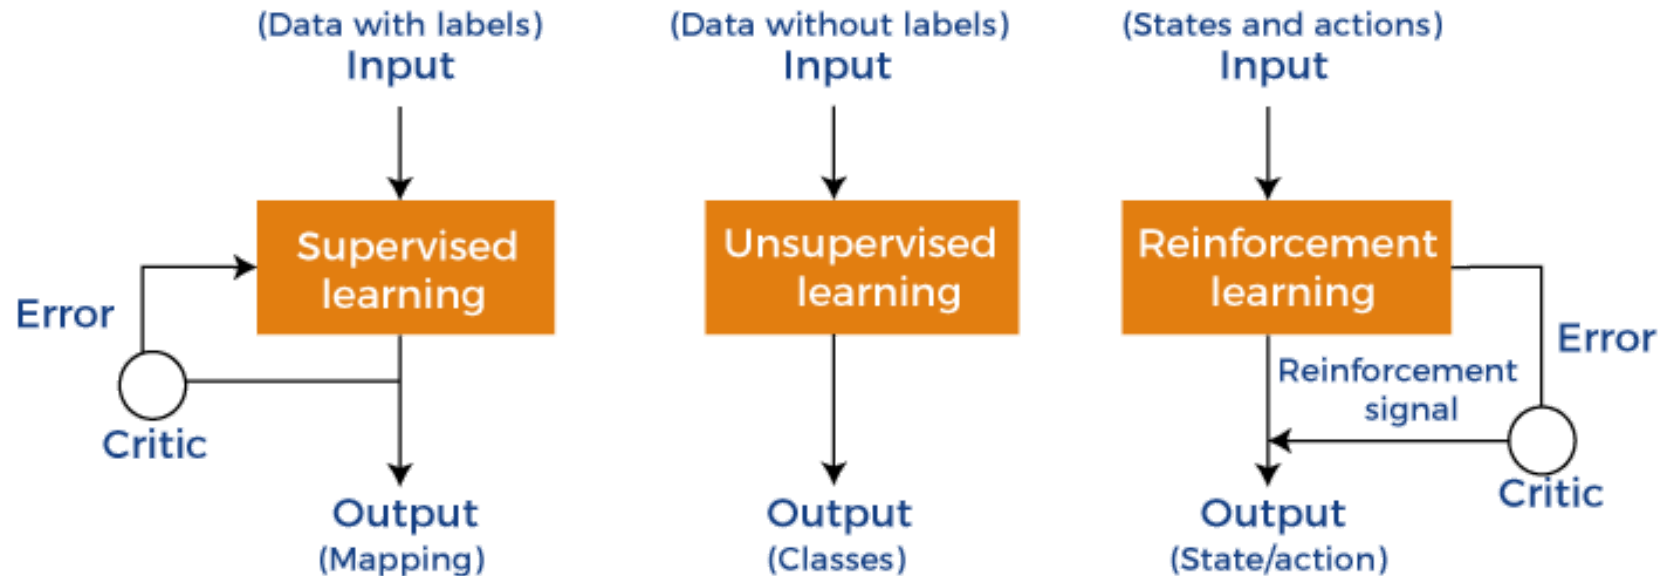 (Data with labels)
Input
Supervised
learning
Error
Critic
Output
(Mapping)
(Data without labels)
Input
Unsupervised
learning
Output
(Classes)
(States and actions)
Input
Reinforcement
learning
Error
Reinforcement
signal
Critic
Output
(State/action)